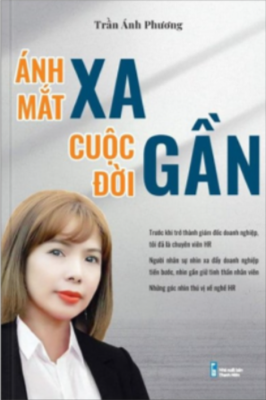 Trần Ánh Phương
ÁNH MẮT XA
CUỘC ĐỜI GẦN
Trước khi trở thành giám đốc doanh nghiệp,
tôi đã là chuyên viên HR
Người nhân sự nhìn xa đẩy doanh nghiệp
tiến bước, nhìn gần giữ tinh thần nhân viên
Những góc nhìn thú vị về nghề HR